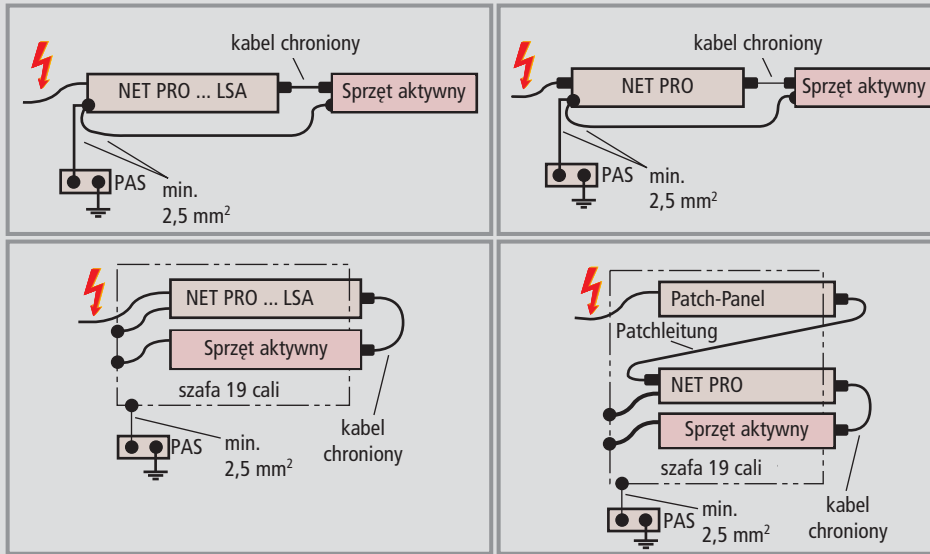 kabel chroniony
NET PRO ... LSA
Sprzęt aktywny
PAS
min.
2,5 mm²
kabel chroniony
NET PRO
Sprzęt aktywny
PAS
min.
2,5 mm²
NET PRO ... LSA
Sprzęt aktywny
szafa 19 cali
PAS
min.
2,5 mm²
kabel
chroniony
Patch-Panel
Patchleitung
NET PRO
Sprzęt aktywny
szafa 19 cali
PAS
min.
2,5 mm²
kabel
chroniony